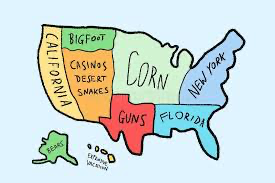 CALIFORNIA
BIGFOOT
CASINOS
DESERT
SNAKES
CORN
NEW YORK
GUNS
FLORIDA
BEARS
EXPENSIVE
VACATION